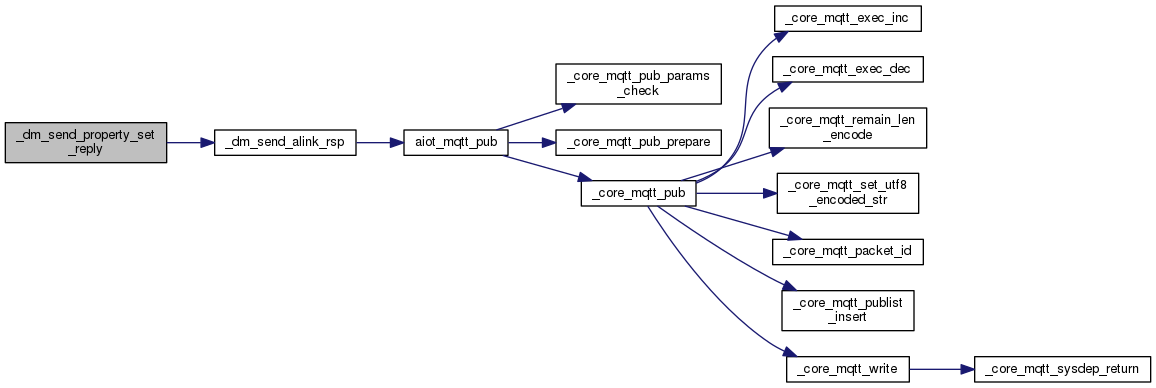 _dm_send_property_set
_reply
_dm_send_alink_rsp
aiot_mqtt_pub
_core_mqtt_pub_params
_check
_core_mqtt_pub_prepare
_core_mqtt_pub
_core_mqtt_exec_inc
_core_mqtt_exec_dec
_core_mqtt_remain_len
_encode
_core_mqtt_set_utf8
_encoded_str
_core_mqtt_packet_id
_core_mqtt_publist
_insert
_core_mqtt_write
_core_mqtt_sysdep_return